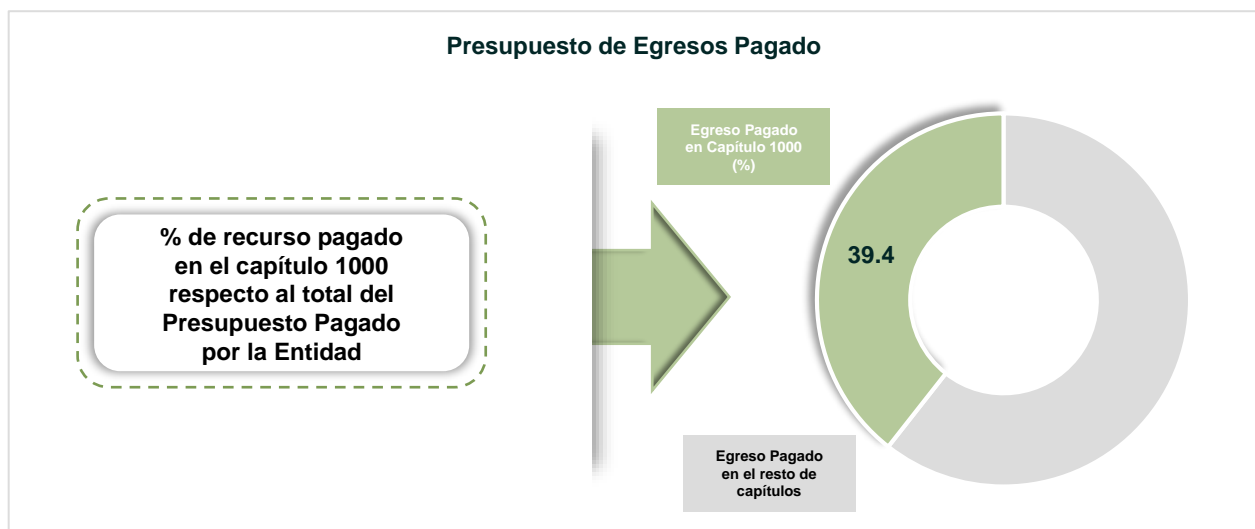 Presupuesto de Egresos Pagado
Egreso Pagado
en Capítulo 1000
(%)
% de recurso pagado
en el capítulo 1000
respecto al total del
Presupuesto Pagado
por la Entidad
39.4
Egreso Pagado
en el resto de
capítulos